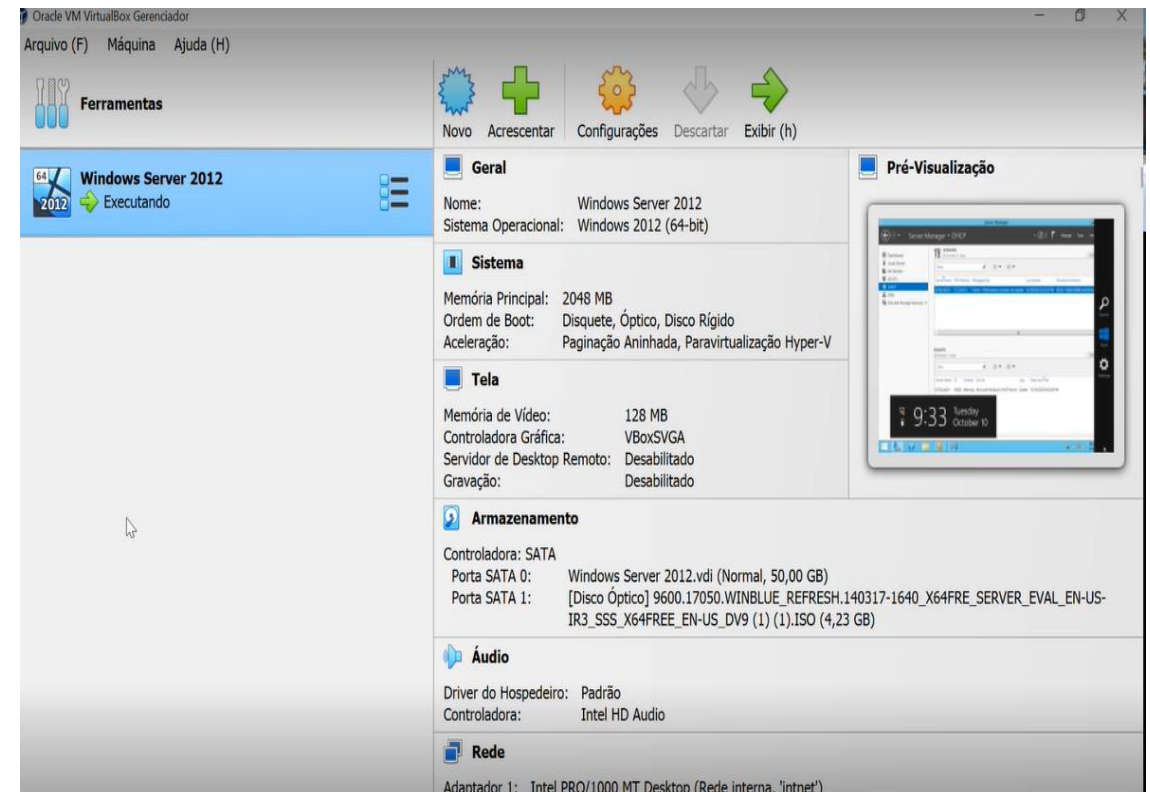 Oracle VM VirtualBox Gerenciador
Arquivo (F) Máquina Ajuda (H)
Ferramentas
Novo Acrescentar Configurações Descartar Exibir (h)
64
2012
Windows Server 2012
Executando
Geral
Nome: Windows Server 2012
Sistema Operacional: Windows 2012 (64-bit)
Pré-Visualização
Server Manager • DHCP
9:33 Tuesday
October 10
Sistema
Memória Principal: 2048 MB
Ordem de Boot: Disquete, Óptico, Disco Rígido
Aceleração: Paginação Aninhada, Paravirtualização Hyper-V
Tela
Memória de Vídeo: 128 MB
Controladora Gráfica: VBoxSVGA
Servidor de Desktop Remoto: Desabilitado
Gravação: Desabilitado
Armazenamento
Controladora: SATA
Porta SATA 0: Windows Server 2012.vdi (Normal, 50,00 GB)
Porta SATA 1: [Disco Óptico] 9600.17050.WINBLUE_REFRESH.140317-1640_X64FRE_SERVER_EVAL_EN-US-
IR3_SSS_X64FREE_EN-US_DV9 (1) (1).ISO (4,23 GB)
Áudio
Driver do Hospedeiro: Padrão
Controladora: Intel HD Audio
Rede
Adaptador 1: Intel PRO/1000 MT Desktop (Rede interna, 'intnet')